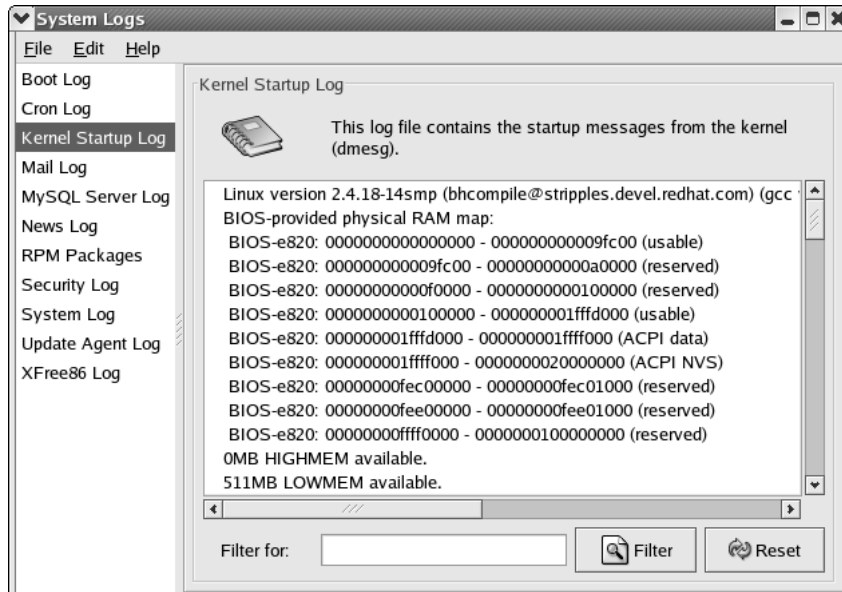 System Logs
File Edit Help
Boot Log
Cron Log
Kernel Startup Log
Mail Log
MySQL Server Log
News Log
RPM Packages
Security Log
System Log
Update Agent Log
XFree86 Log
Kernel Startup Log
This log file contains the startup messages from the kernel
(dmesg).
Linux version 2.4.18-14smp (bhcompile@stripples.devel.redhat.com) (gcc
BIOS-provided physical RAM map:
BIOS-e820: 0000000000000000 - 000000000009fc00 (usable)
BIOS-e820: 000000000009fc00 - 00000000000a0000 (reserved)
BIOS-e820: 00000000000f0000 - 0000000000100000 (reserved)
BIOS-e820: 0000000000100000 - 000000001fffd000 (usable)
BIOS-e820: 000000001fffd000 - 000000001ffff000 (ACPI data)
BIOS-e820: 000000001ffff000 - 0000000020000000 (ACPI NVS)
BIOS-e820: 00000000fec00000 - 00000000fec01000 (reserved)
BIOS-e820: 00000000fee00000 - 00000000fee01000 (reserved)
BIOS-e820: 00000000ffff0000 - 0000000100000000 (reserved)
0MB HIGHMEM available.
511MB LOWMEM available.
Filter for: Filter Reset